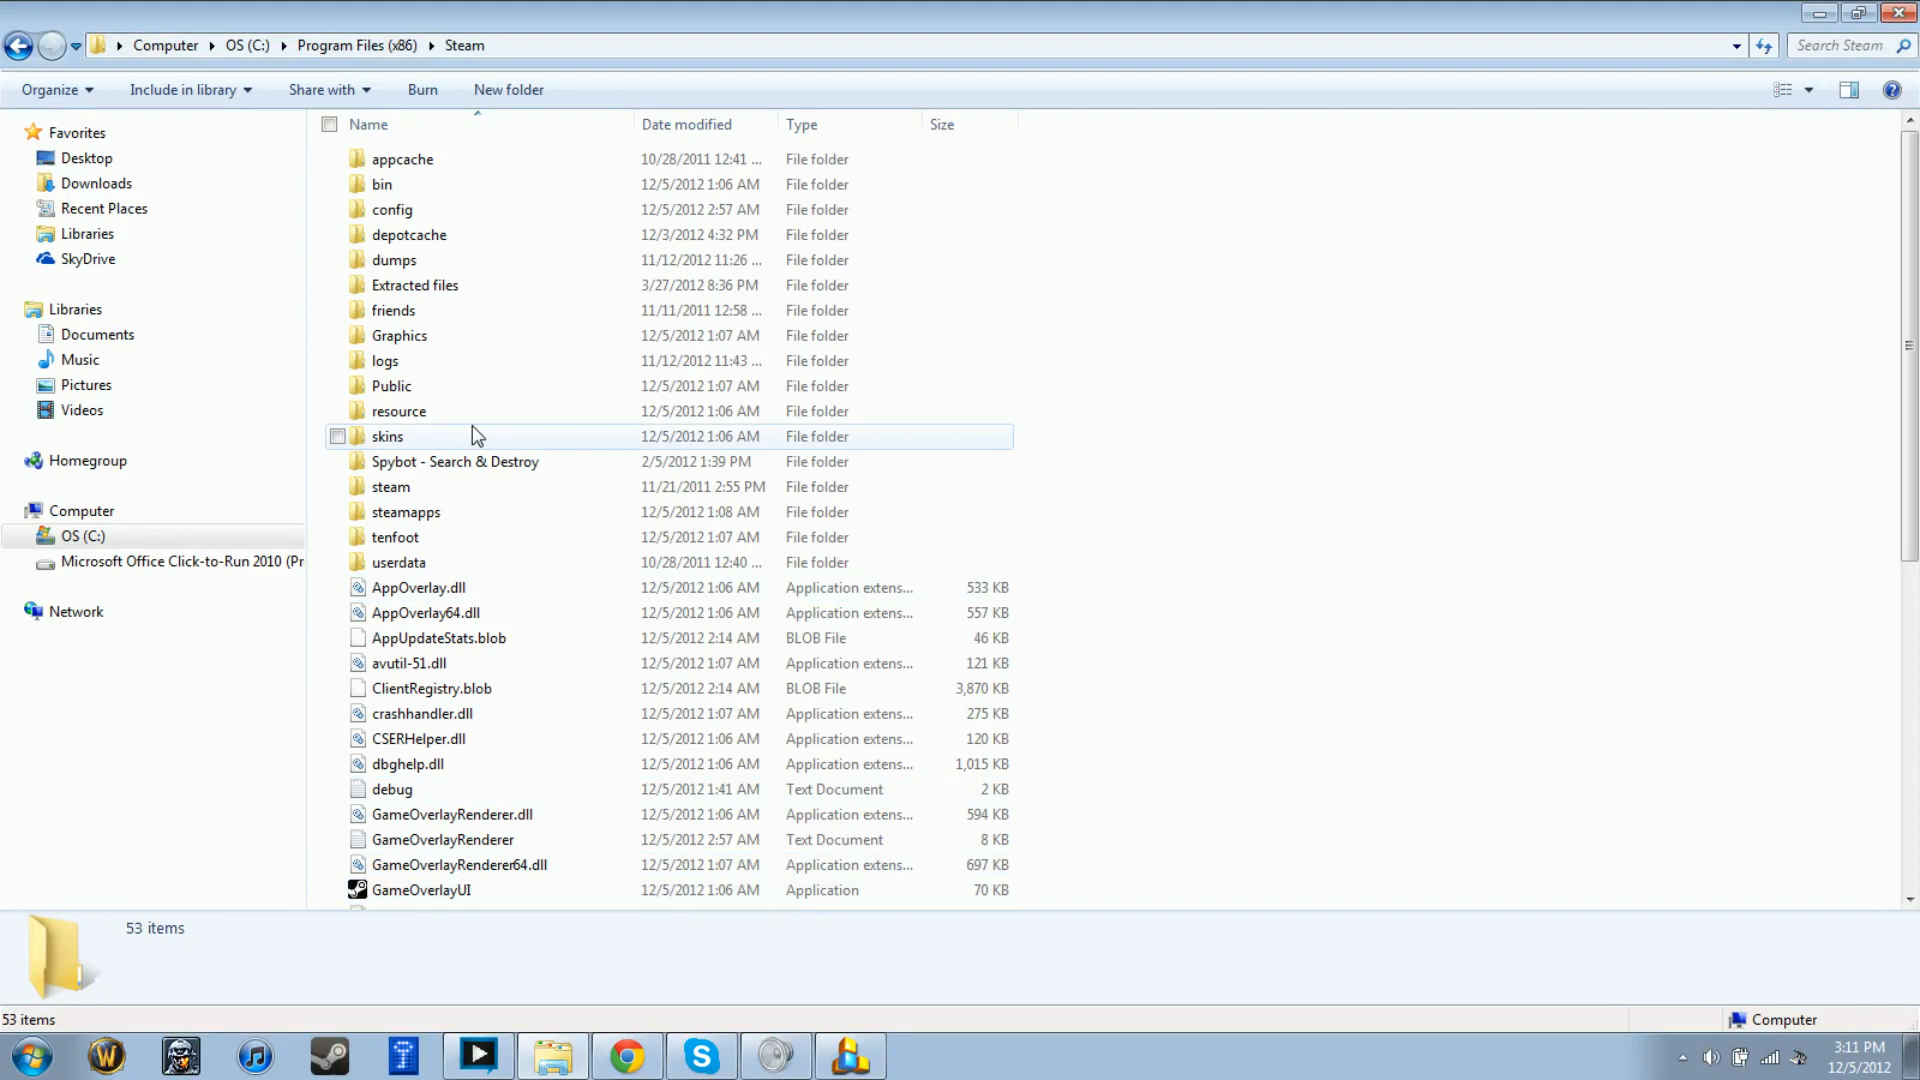 Computer OS (C:) Program Files (x86) Steam Search Steam
Organize Include in library Share with Burn New folder
Name Date modified Type Size
Favorites
Desktop
Downloads
Recent Places
Libraries
SkyDrive
Libraries
Documents
Music
Pictures
Videos
Homegroup
Computer
OS (C:)
Microsoft Office Click-to-Run 2010 (Pr
Network
appcache 10/28/2011 12:41 ... File folder
bin 12/5/2012 1:06 AM File folder
config 12/5/2012 2:57 AM File folder
depotcache 12/3/2012 4:32 PM File folder
dumps 11/12/2012 11:26 ... File folder
Extracted files 3/27/2012 8:36 PM File folder
friends 11/11/2011 12:58 ... File folder
Graphics 12/5/2012 1:07 AM File folder
logs 11/12/2012 11:43 ... File folder
Public 12/5/2012 1:07 AM File folder
resource 12/5/2012 1:06 AM File folder
skins 12/5/2012 1:06 AM File folder
Spybot - Search & Destroy 2/5/2012 1:39 PM File folder
steam 11/21/2011 2:55 PM File folder
steamapps 12/5/2012 1:08 AM File folder
tenfoot 12/5/2012 1:07 AM File folder
userdata 10/28/2011 12:40 ... File folder
AppOverlay.dll 12/5/2012 1:06 AM Application extens... 533 KB
AppOverlay64.dll 12/5/2012 1:06 AM Application extens... 557 KB
AppUpdateStats.blob 12/5/2012 2:14 AM BLOB File 46 KB
avutil-51.dll 12/5/2012 1:07 AM Application extens... 121 KB
ClientRegistry.blob 12/5/2012 2:14 AM BLOB File 3,870 KB
crashhandler.dll 12/5/2012 1:07 AM Application extens... 275 KB
CSERHelper.dll 12/5/2012 1:06 AM Application extens... 120 KB
dbghelp.dll 12/5/2012 1:06 AM Application extens... 1,015 KB
debug 12/5/2012 1:41 AM Text Document 2 KB
GameOverlayRenderer.dll 12/5/2012 1:06 AM Application extens... 594 KB
GameOverlayRenderer 12/5/2012 2:57 AM Text Document 8 KB
GameOverlayRenderer64.dll 12/5/2012 1:07 AM Application extens... 697 KB
GameOverlayUI 12/5/2012 1:06 AM Application 70 KB
53 items
53 items Computer
3:11 PM
12/5/2012